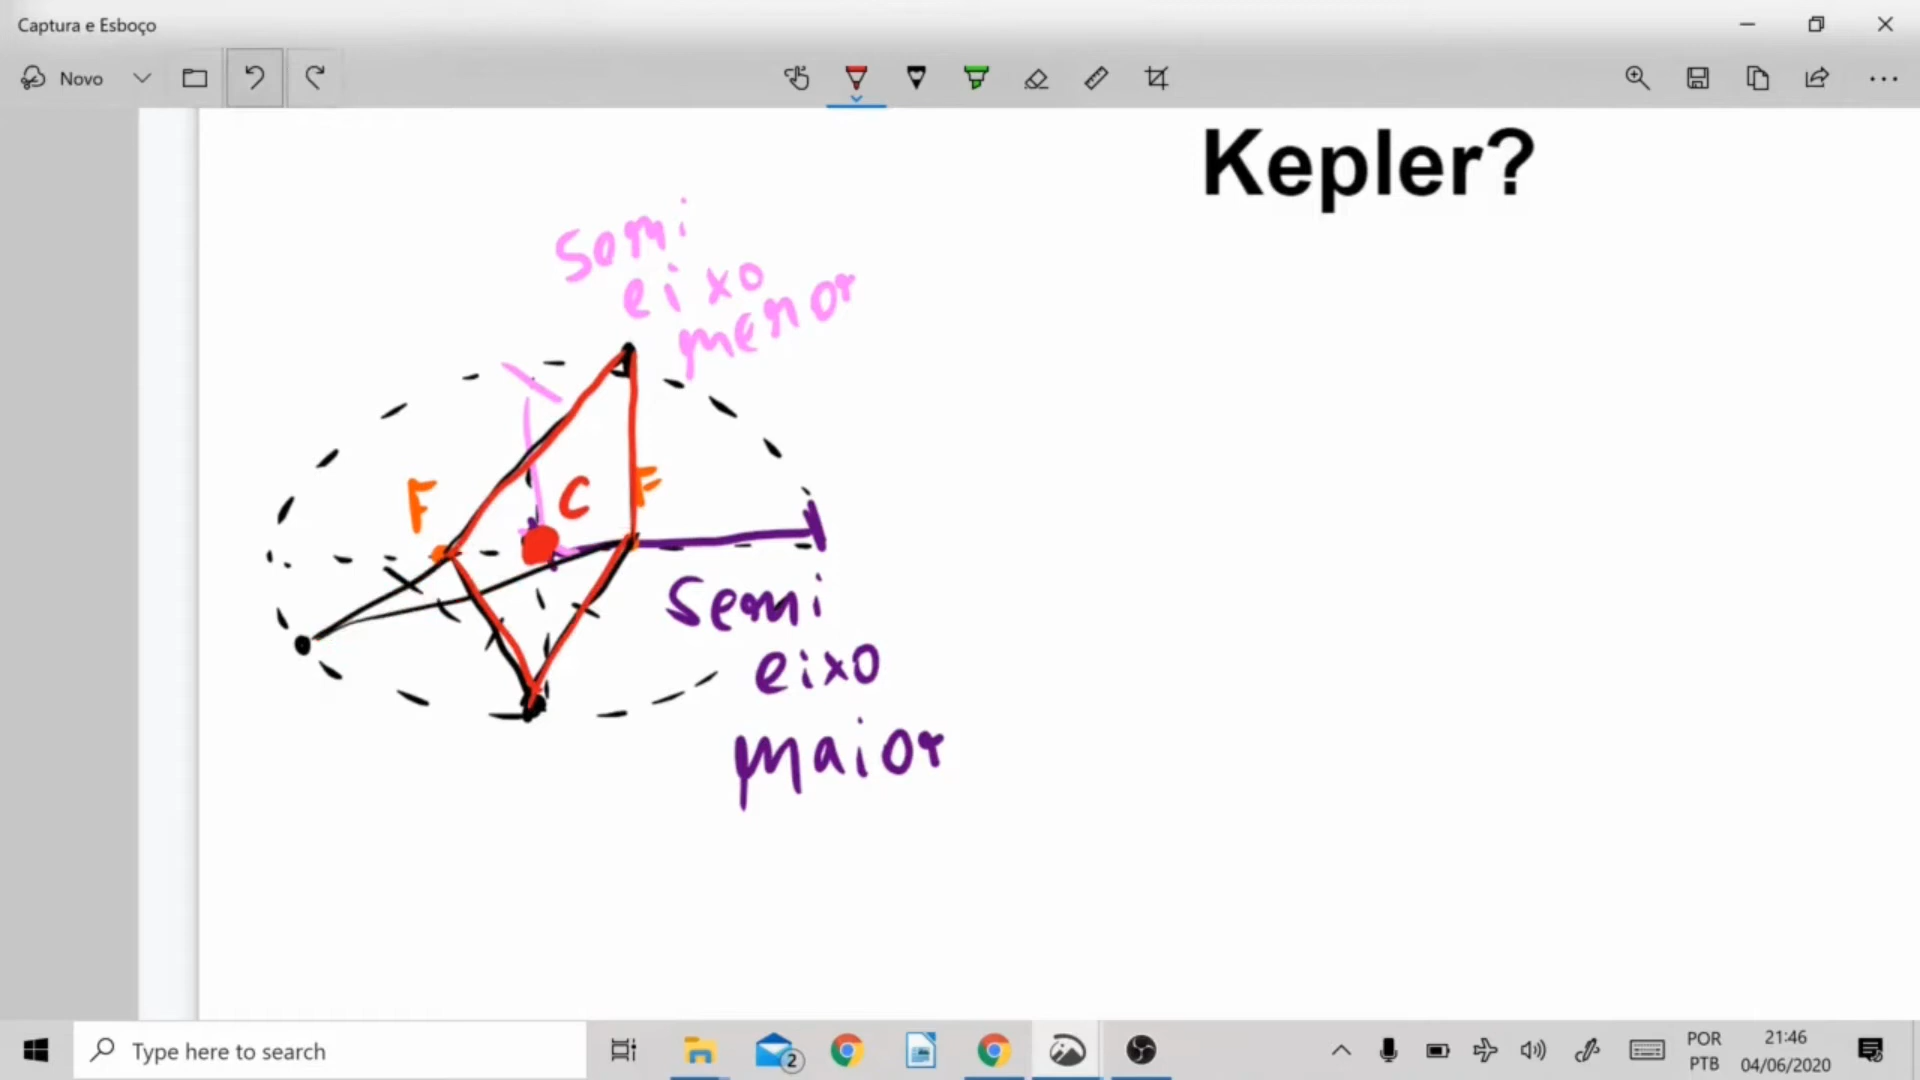 Captura e Esboço
Novo
Kepler?
Semi
eixo
menor
F
C
F
Semi
eixo
maior
Type here to search
2
POR
PTB
21:46
04/06/2020